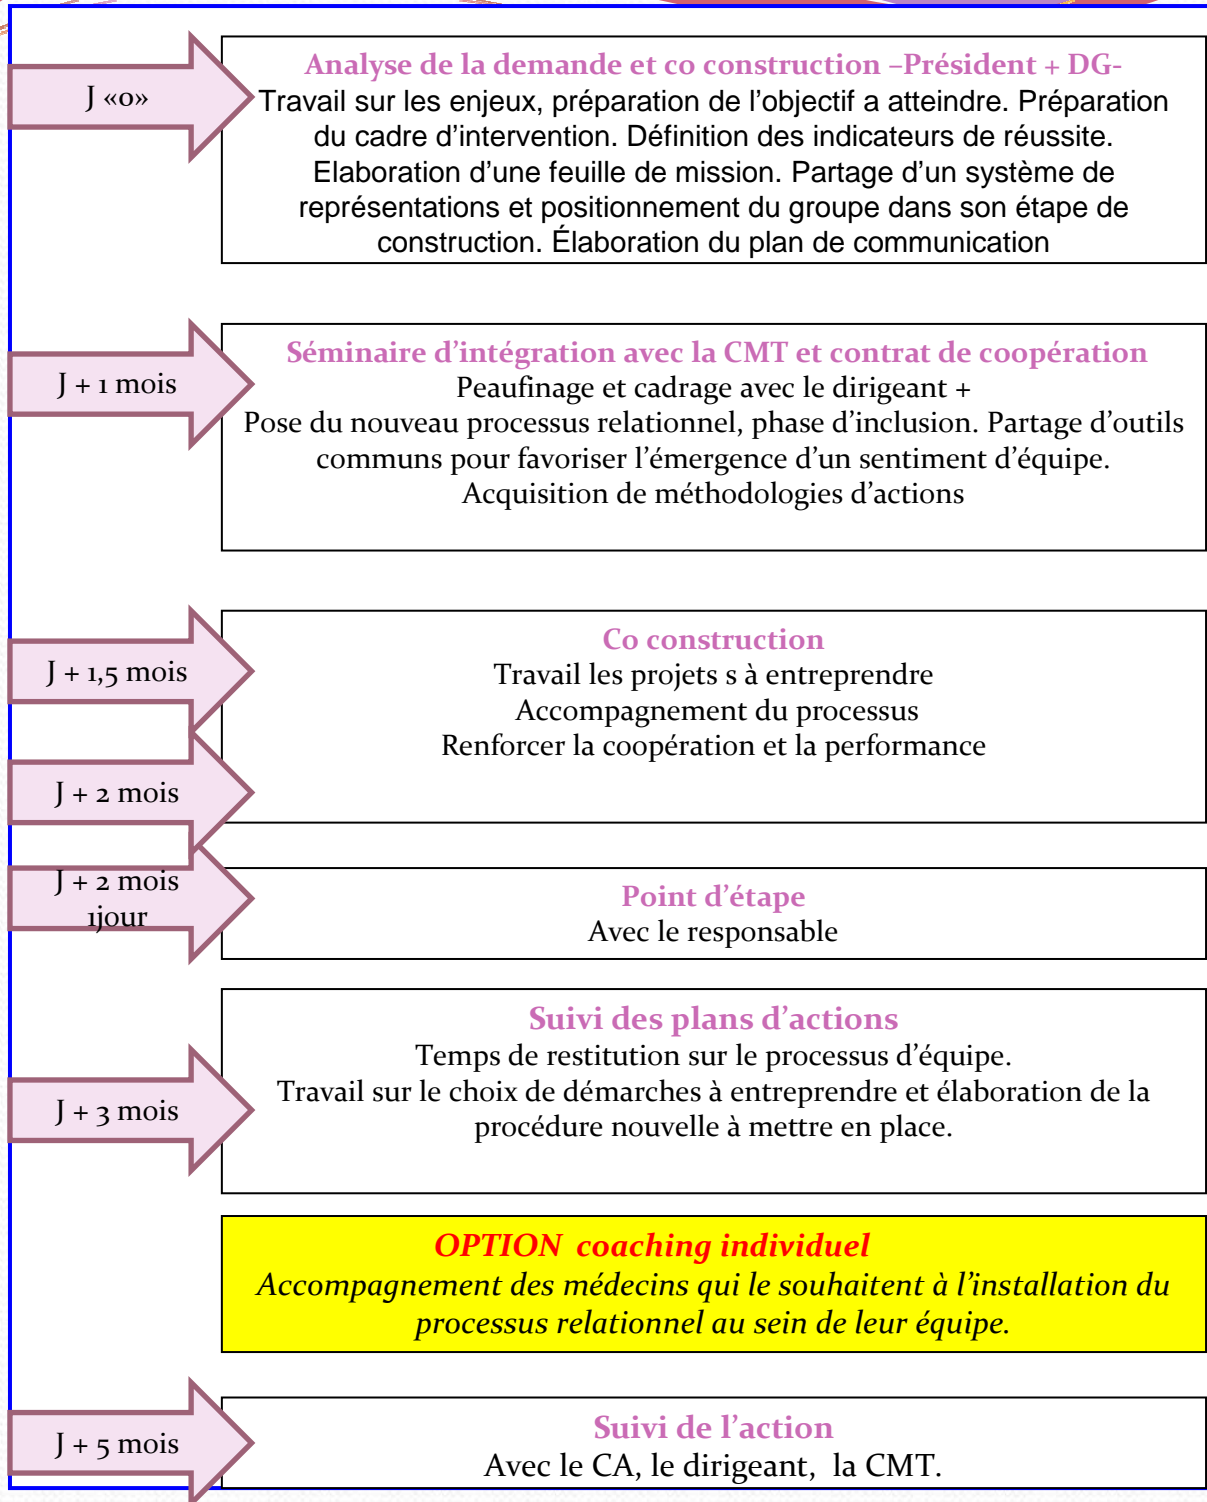 J «0»
Analyse de la demande et co construction –Président + DG-
Travail sur les enjeux, préparation de l’objectif a atteindre. Préparation
du cadre d’intervention. Définition des indicateurs de réussite.
Elaboration d’une feuille de mission. Partage d’un système de
représentations et positionnement du groupe dans son étape de
construction. Élaboration du plan de communication
J + 1 mois
Séminaire d’intégration avec la CMT et contrat de coopération
Peaufinage et cadrage avec le dirigeant +
Pose du nouveau processus relationnel, phase d’inclusion. Partage d’outils
communs pour favoriser l’émergence d’un sentiment d’équipe.
Acquisition de méthodologies d’actions
J + 1,5 mois
J + 2 mois
Co construction
Travail les projets s à entreprendre
Accompagnement du processus
Renforcer la coopération et la performance
J + 2 mois
1jour
Point d’étape
Avec le responsable
J + 3 mois
Suivi des plans d’actions
Temps de restitution sur le processus d’équipe.
Travail sur le choix de démarches à entreprendre et élaboration de la
procédure nouvelle à mettre en place.
OPTION coaching individuel
Accompagnement des médecins qui le souhaitent à l’installation du
processus relationnel au sein de leur équipe.
J + 5 mois
Suivi de l’action
Avec le CA, le dirigeant, la CMT.